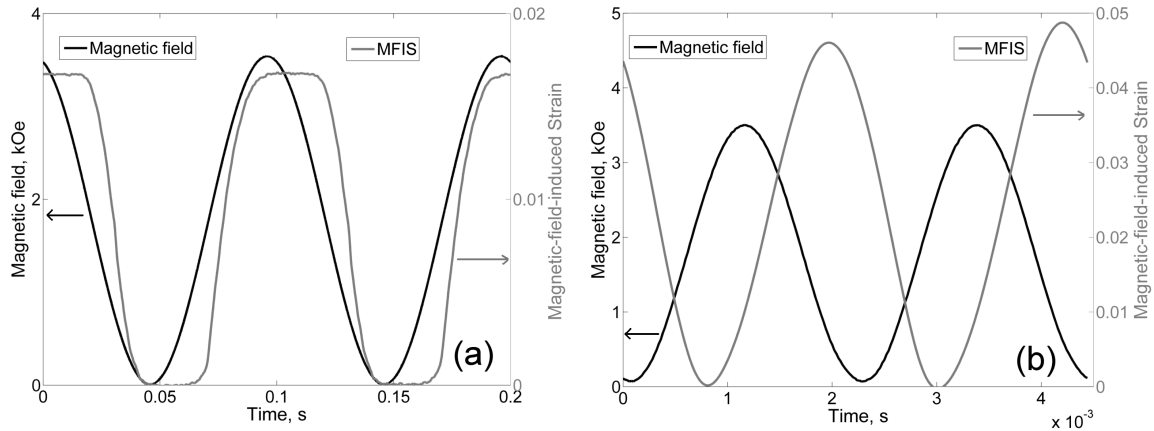 4
2
0
Magnetic field, kOe
Magnetic field
MFIS
0.02
0.01
0
Magnetic-field-induced Strain
(a)
0 0.05 0.1 0.15 0.2
Time, s
5
4
3
2
1
0
Magnetic field, kOe
Magnetic field
MFIS
0.05
0.04
0.03
0.02
0.01
0
Magnetic-field-induced Strain
(b)
0 1 2 3 4
Time, s
x 10⁻³